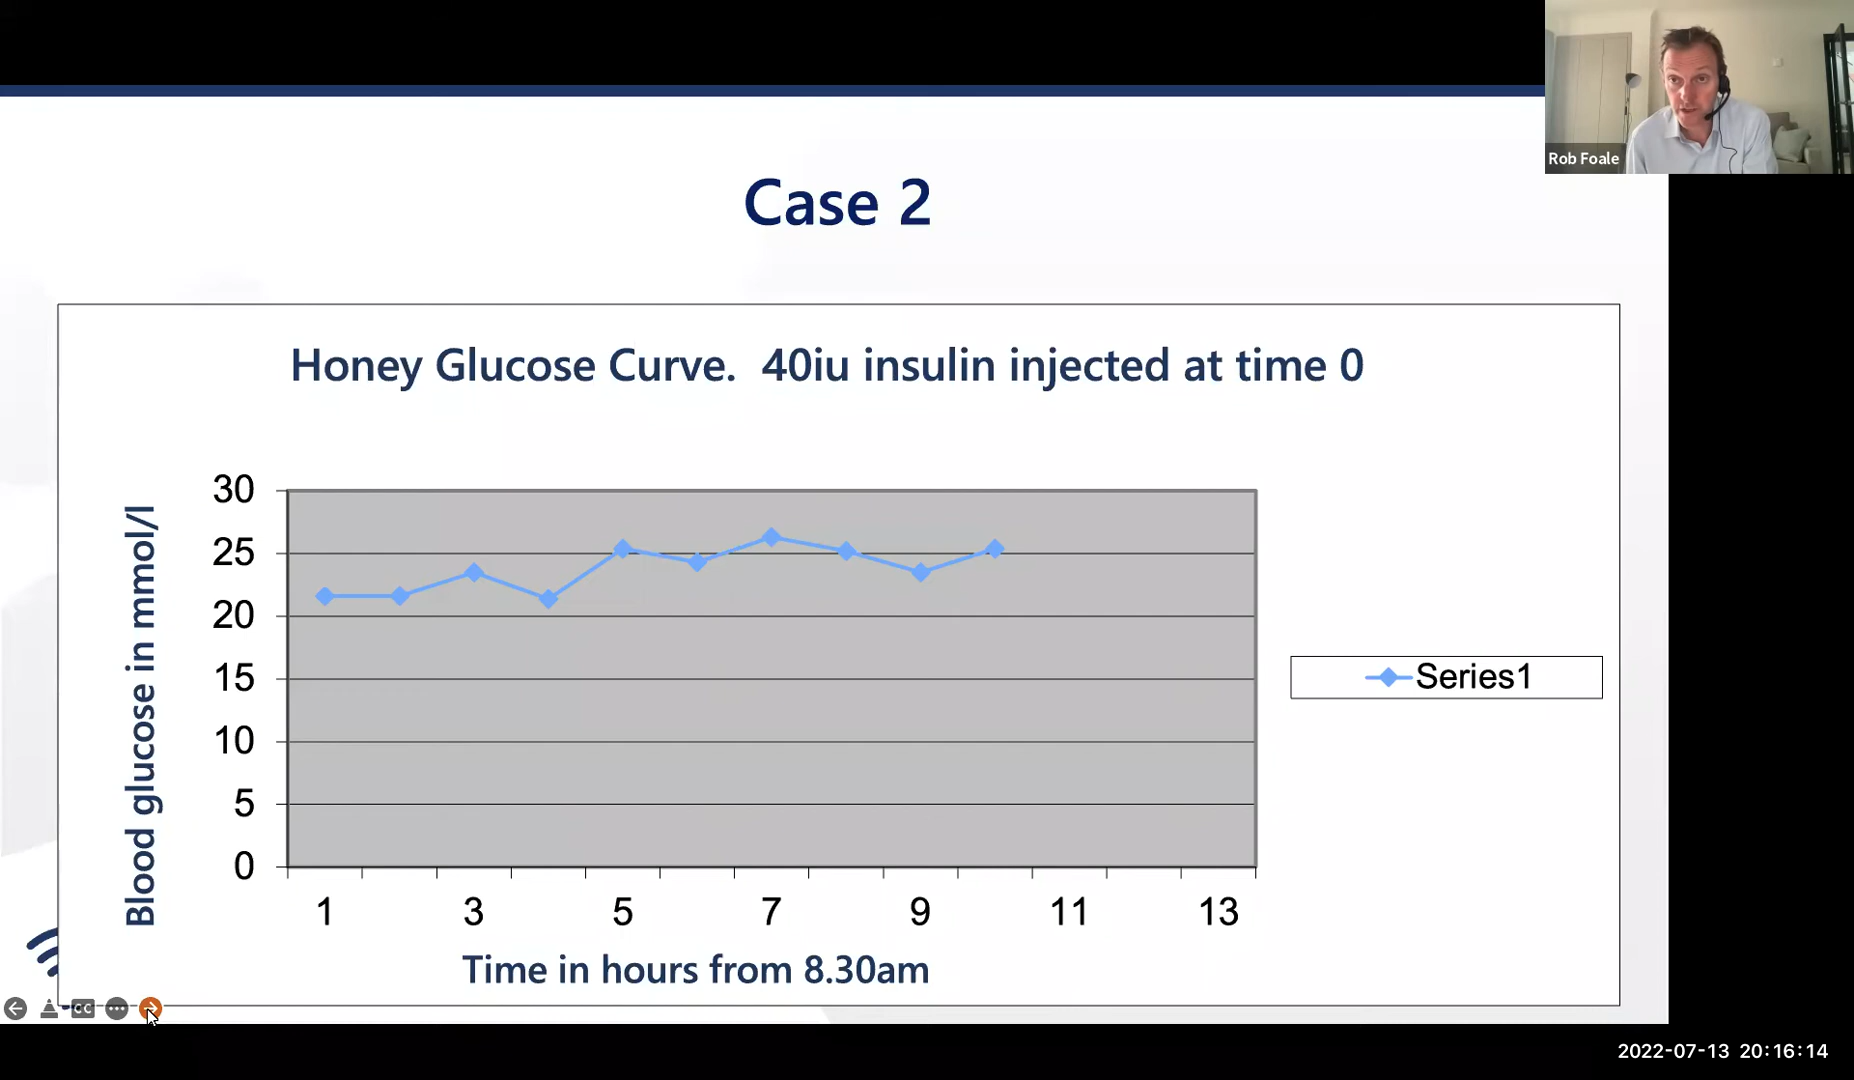 Rob Foale
Case 2
Honey Glucose Curve.  40iu insulin injected at time 0
Blood glucose in mmol/l
30
25
20
15
10
5
0
1 3 5 7 9 11 13
Time in hours from 8.30am
Series1
CC
2022-07-13 20:16:14